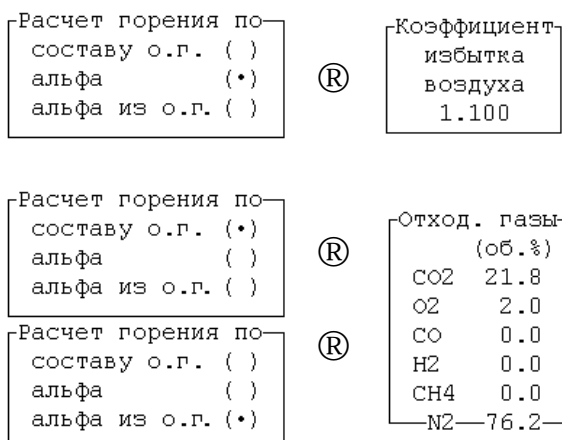 Расчет горения по
составу о.г. ( )
альфа (•)
альфа из о.г. ( )
®
Коэффициент
избытка
воздуха
1.100
Расчет горения по
составу о.г. (•)
альфа ( )
альфа из о.г. ( )
®
Расчет горения по
составу о.г. ( )
альфа ( )
альфа из о.г. (•)
®
Отход. газы
(об.%)
CO2 21.8
O2 2.0
CO 0.0
H2 0.0
CH4 0.0
N2 76.2